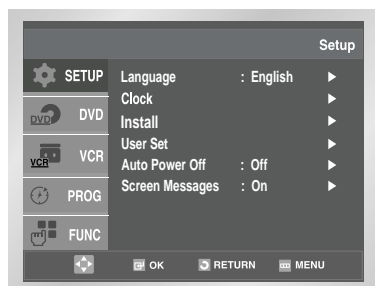 Setup
SETUP
DVD DVD
VCR VCR
PROG
FUNC
Language : English ►
Clock ►
Install ►
User Set ►
Auto Power Off : Off ►
Screen Messages : On ►
OK RETURN MENU